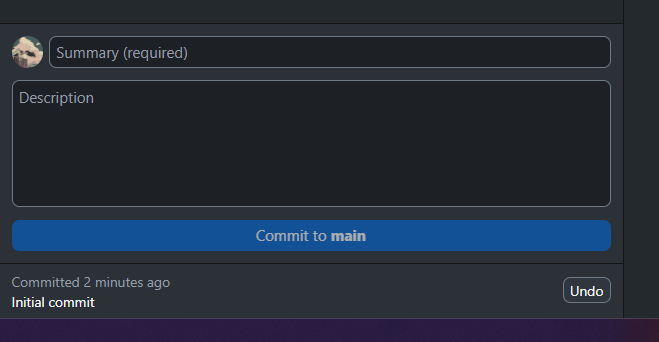 Summary (required)
Description
Commit to main
Committed 2 minutes ago
Initial commit
Undo